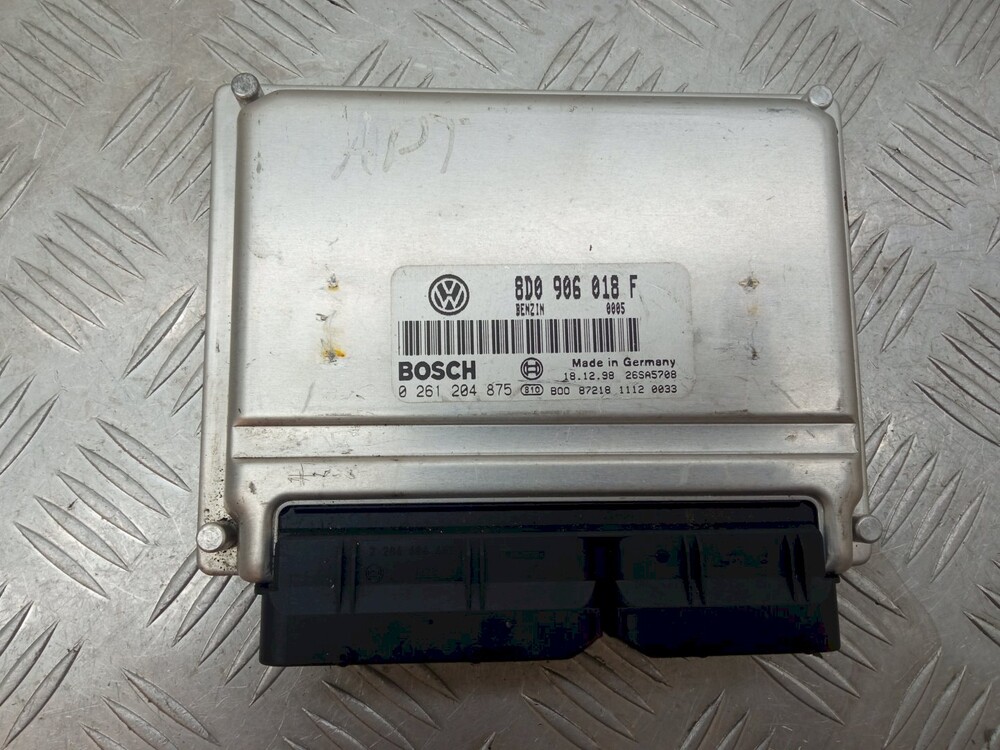 8D0 906 018 F
BENZIN 0005
BOSCH Made in Germany
18.12.98 26SA5708
0 261 204 875 810 800 87218 1112 0033